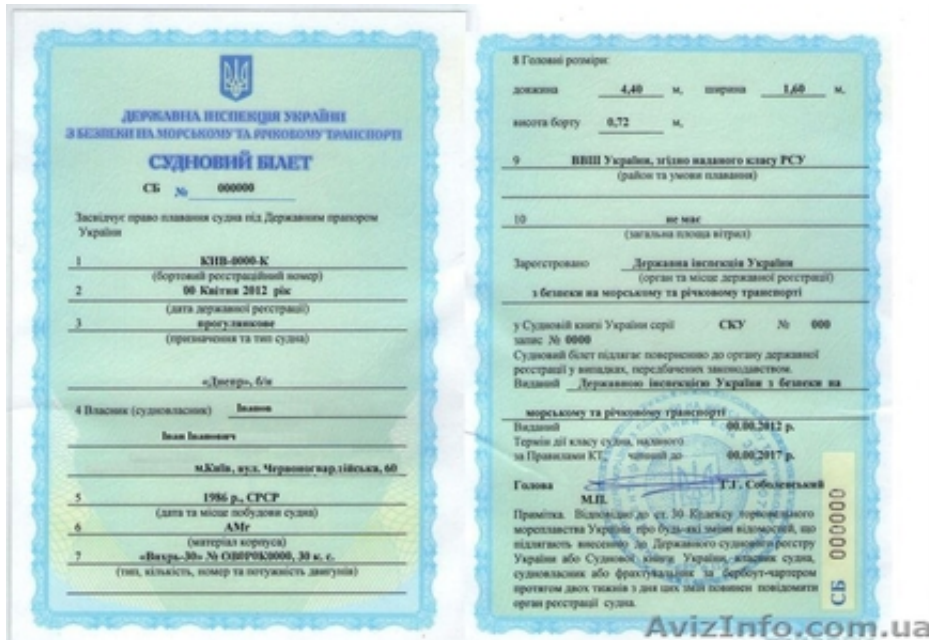 ДЕРЖАВНА ІНСПЕКЦІЯ УКРАЇНИ
З БЕЗПЕКИ НА МОРСЬКОМУ ТА РІЧКОВОМУ ТРАНСПОРТІ
СУДНОВИЙ БІЛЕТ
СБ № 000000
Засвідчує право плавання судна під Державним прапором
України
1 КИВ-0000-К
(бортовий реєстраційний номер)
2 00 Квітня 2012 рік
(дата державної реєстрації)
3 прогулянкове
(призначення та тип судна)
«Днепр», б/н
4 Власник (судновласник) Іванов
Іван Іванович
м.Київ, вул. Червоногвардійська, 60
5 1986 р., СРСР
(дата та місце побудови судна)
6 АМг
(матеріал корпуса)
7 «Вихрь-30» № 30 к. с.
(тип, кількість, номер та потужність двигунів)
8 Головні розміри:
довжина 4,40 м, ширина 1,60 м,
висота борту 0,72 м,
9 ВВШ України, згідно наданого класу РСУ
(район та умови плавання)
10 не має
(загальна площа вітрил)
Зареєстровано Державна інспекція України
(орган та місце державної реєстрації)
з безпеки на морському та річковому транспорті
у Судновій книзі України серії СКУ № 000
запис № 0000
Судновий білет підлягає поверненню до органу державної
реєстрації у випадках, передбачених законодавством.
Виданий Державною інспекцією України з безпеки на
морському та річковому транспорті
Виданий 00.00.2012 р.
Термін дії класу судна, наданого
за Правилами КТ, чинний до 00.00.2017 р.
Голова Т.Г. Соболевський
М.П.
Примітка. Відповідно до ст. 30 Кодексу торговельного
мореплавства України про будь-які зміни відомостей, що
підлягають внесенню до Державного суднового реєстру
України або Суднової книги України, власник судна,
судновласник або фрахтувальник за бербоут-чартером
протягом двох тижнів з дня цих змін повинен повідомити
орган реєстрації судна.
СБ 000000
AvizInfo.com.ua